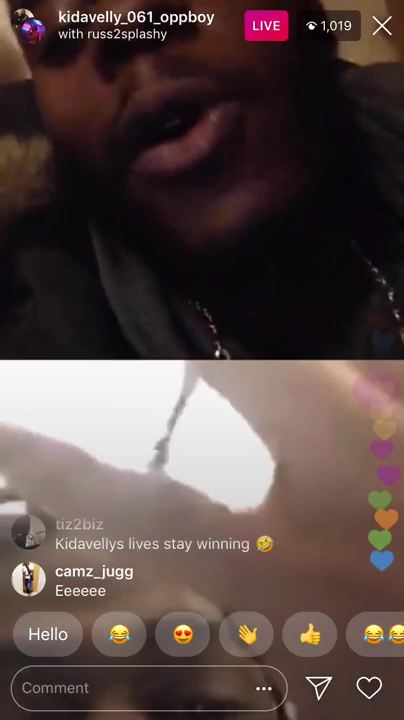 kidavelly_061_oppboy
with russ2splashy
LIVE
1,019
tiz2biz
Kidavellys lives stay winning 🤣
camz_jugg
Eeeeee
Hello
Comment